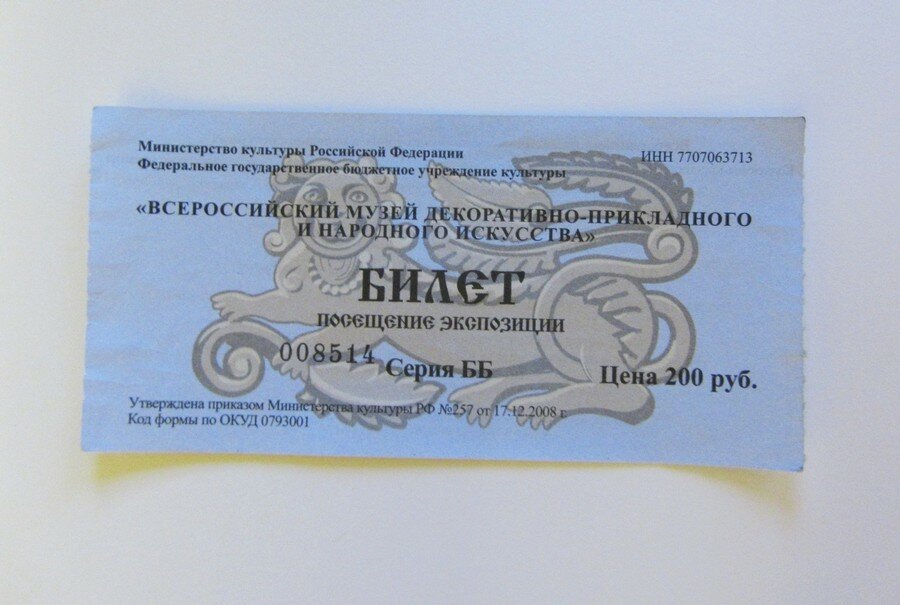 Министерство культуры Российской Федерации
ИНН 7707063713
Федеральное государственное бюджетное учреждение культуры
«ВСЕРОССИЙСКИЙ МУЗЕЙ ДЕКОРАТИВНО-ПРИКЛАДНОГО
И НАРОДНОГО ИСКУССТВА»
БИЛЕТ
ПОСЕЩЕНИЕ ЭКСПОЗИЦИИ
008514 Серия ББ
Цена 200 руб.
Утверждена приказом Министерства культуры РФ №257 от 17.12.2008 г.
Код формы по ОКУД 0793001